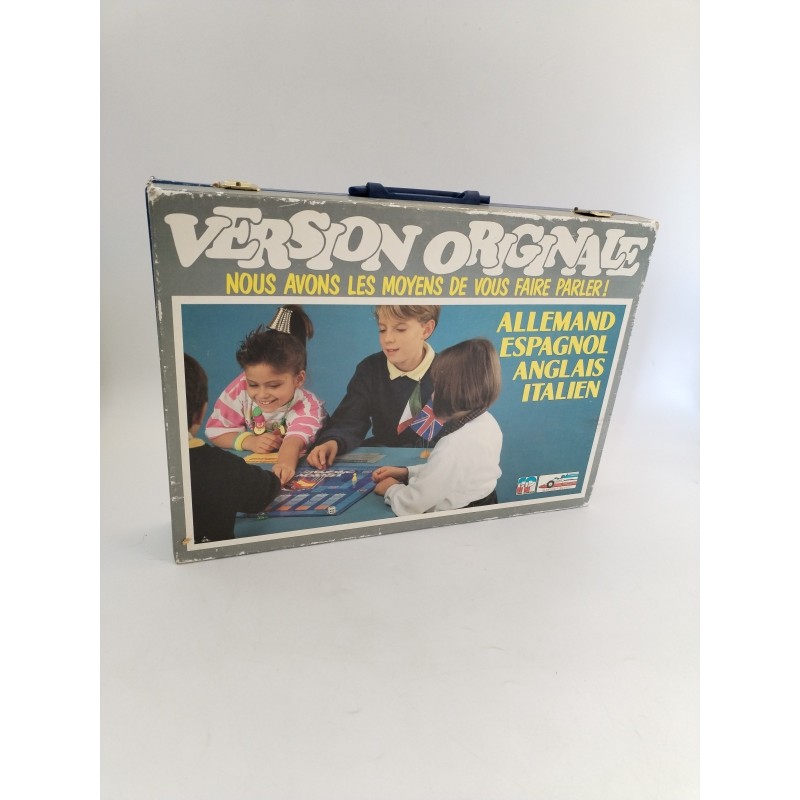 VERSION ORIGINALE
NOUS AVONS LES MOYENS DE VOUS FAIRE PARLER!
ALLEMAND
ESPAGNOL
ANGLAIS
ITALIEN